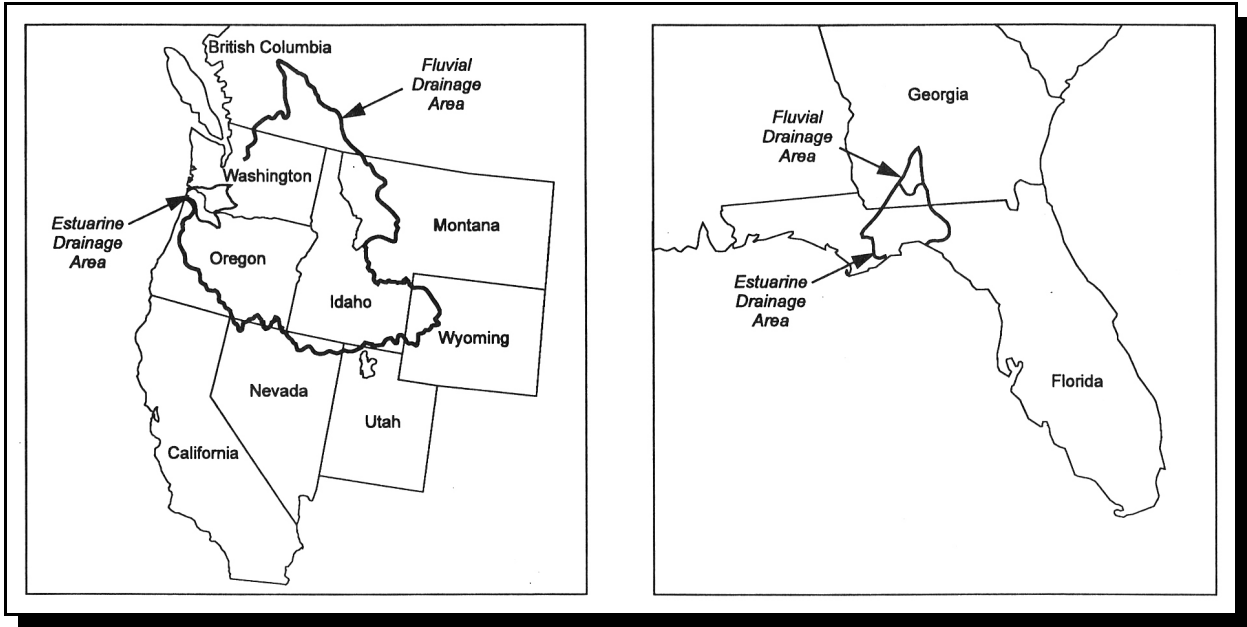 British Columbia
Fluvial
Drainage
Area
Washington
Estuarine
Drainage
Area
Montana
Oregon
Idaho
Wyoming
Nevada
Utah
California
Georgia
Fluvial
Drainage
Area
Estuarine
Drainage
Area
Florida